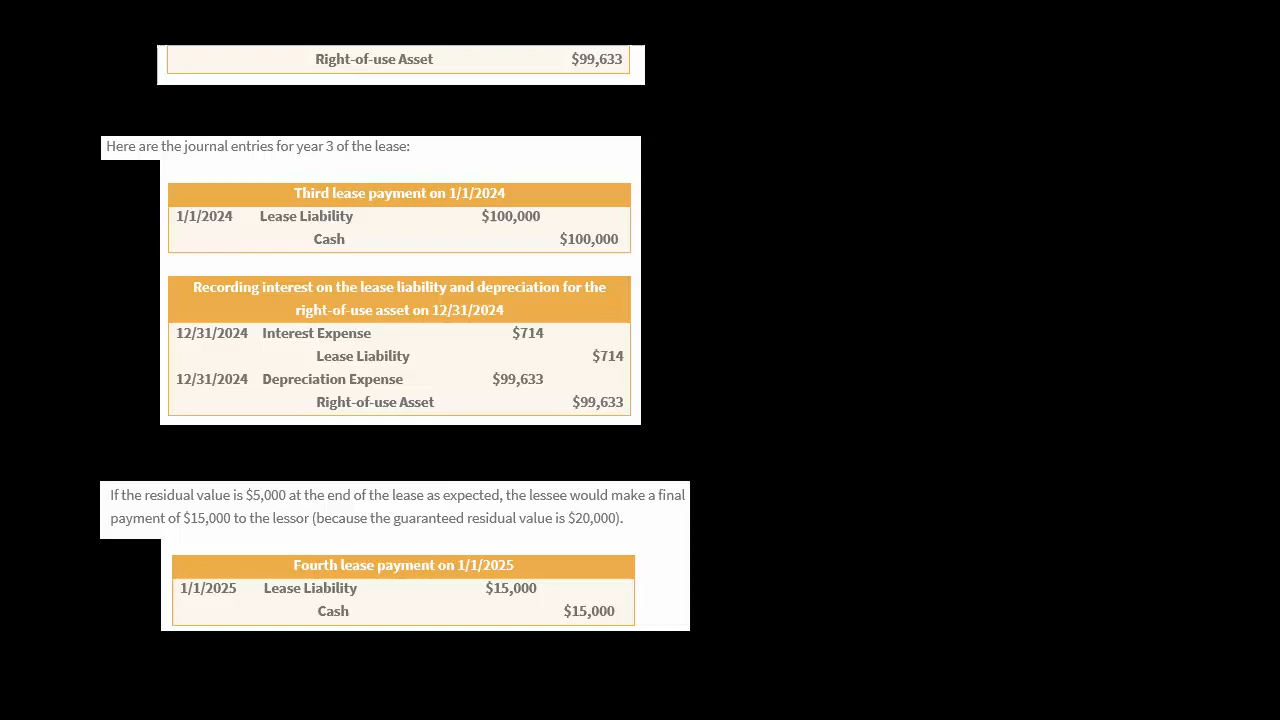 Right-of-use Asset $99,633
Here are the journal entries for year 3 of the lease:
Third lease payment on 1/1/2024
1/1/2024 Lease Liability $100,000
Cash $100,000
Recording interest on the lease liability and depreciation for the
right-of-use asset on 12/31/2024
12/31/2024 Interest Expense $714
Lease Liability $714
12/31/2024 Depreciation Expense $99,633
Right-of-use Asset $99,633
If the residual value is $5,000 at the end of the lease as expected, the lessee would make a final
payment of $15,000 to the lessor (because the guaranteed residual value is $20,000).
Fourth lease payment on 1/1/2025
1/1/2025 Lease Liability $15,000
Cash $15,000